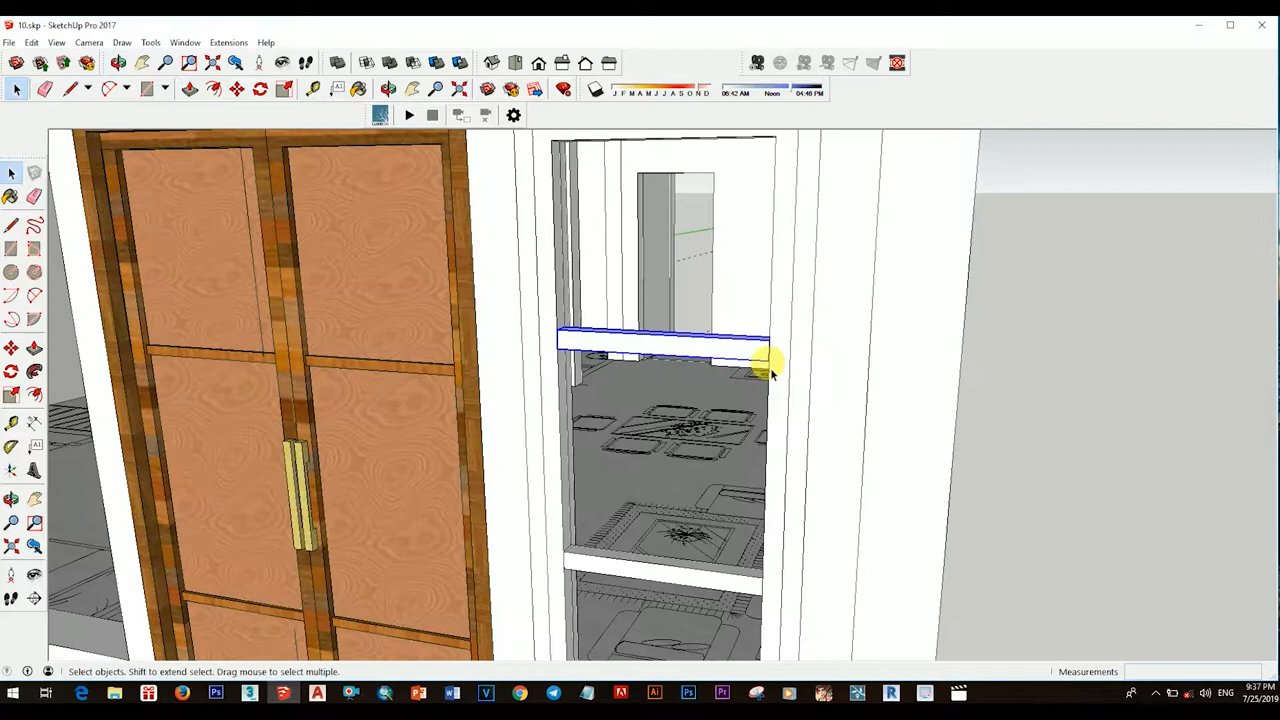 10.skp - SketchUp Pro 2017
File Edit View Camera Draw Tools Window Extensions Help
J F M A M J J A S O N D 06:42 AM Noon 04:46 PM
Select objects. Shift to extend select. Drag mouse to select multiple.
Measurements
ENG
9:37 PM
7/25/2019